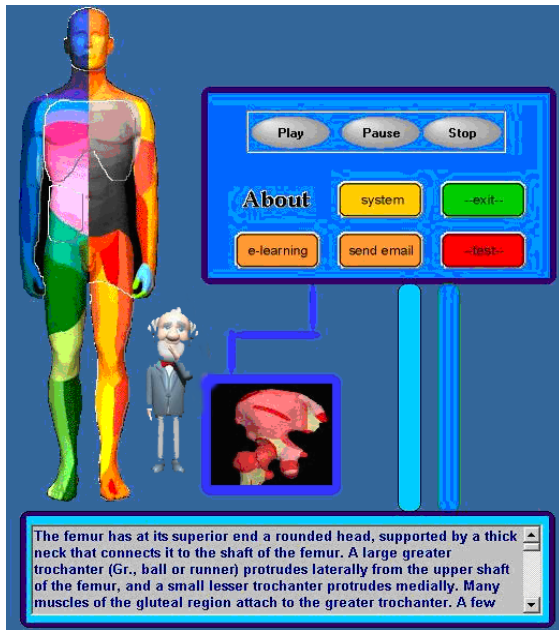 Play Pause Stop
About system --exit--
e-learning send email --test--
The femur has at its superior end a rounded head, supported by a thick
neck that connects it to the shaft of the femur. A large greater
trochanter (Gr., ball or runner) protrudes laterally from the upper shaft
of the femur, and a small lesser trochanter protrudes medially. Many
muscles of the gluteal region attach to the greater trochanter. A few